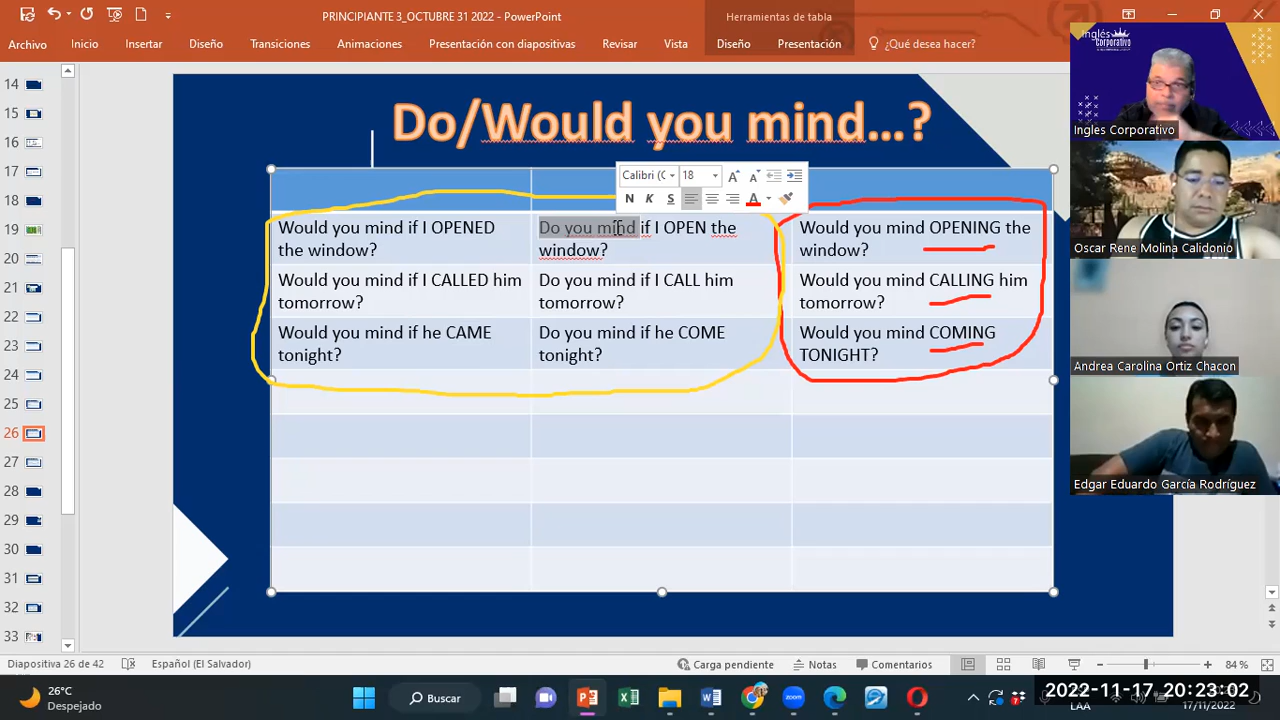 PRINCIPIANTE 3_OCTUBRE 31 2022 - PowerPoint
Herramientas de tabla
Archivo Inicio Insertar Diseño Transiciones Animaciones Presentación con diapositivas Revisar Vista Diseño Presentación ¿Qué desea hacer?
Do/Would you mind...?
Calibri (C 18
N K S A
Would you mind if I OPENED
the window?
Do you mind if I OPEN the
window?
Would you mind OPENING the
window?
Would you mind if I CALLED him
tomorrow?
Do you mind if I CALL him
tomorrow?
Would you mind CALLING him
tomorrow?
Would you mind if he CAME
tonight?
Do you mind if he COME
tonight?
Would you mind COMING
TONIGHT?
14
15
16
17
18
19
20
21
22
23
24
25
26
27
28
29
30
31
32
33
Inglés
Corporativo
Ingles Corporativo
Oscar Rene Molina Calidonio
Andrea Carolina Ortiz Chacon
Edgar Eduardo García Rodríguez
Diapositiva 26 de 42 Español (El Salvador) Carga pendiente Notas Comentarios 84 %
26°C
Despejado
Buscar
zoom
LAA
2022-11-17 20:23:02
17/11/2022